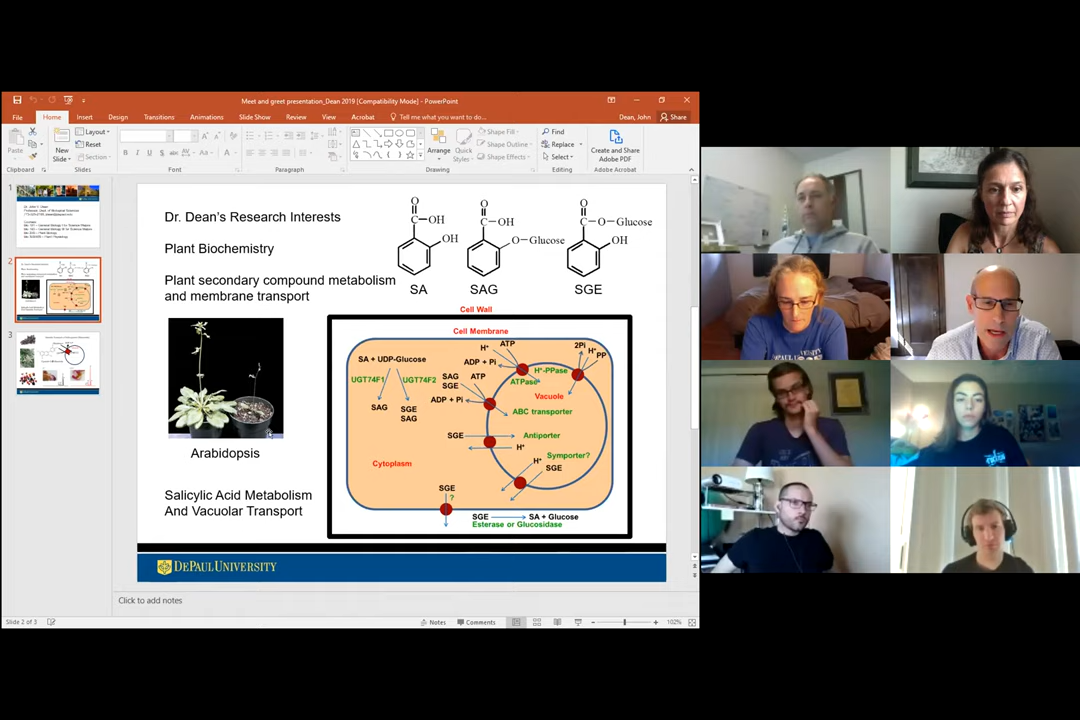 Meet and greet presentation_Dean 2019 [Compatibility Mode] - PowerPoint
File Home Insert Design Transitions Animations Slide Show Review View Acrobat Tell me what you want to do... Dean, John Share
Paste
New Slide
Layout
Reset
Section
Arrange
Quick Styles
Shape Fill
Shape Outline
Shape Effects
Find
Replace
Select
Create and Share Adobe PDF
Clipboard Slides Font Paragraph Drawing Editing Adobe Acrobat
1
2
3
Dr. Dean's Research Interests
Plant Biochemistry
Plant secondary compound metabolism
and membrane transport
O
C OH
OH
SA
O
C OH
O Glucose
SAG
O
C O Glucose
OH
SGE
Arabidopsis
Salicylic Acid Metabolism
And Vacuolar Transport
Cell Wall
Cell Membrane
SA + UDP-Glucose
UGT74F1 UGT74F2
SAG
SGE
SAG
Cytoplasm
H+ ATP
ADP + Pi
SAG
SGE
ATP
ADP + Pi
ATPase
H+-PPase
2Pi
H+
PP
Vacuole
ABC transporter
SGE
Antiporter
H+
Symporter?
H+
SGE
SGE
?
SGE SA + Glucose
Esterase or Glucosidase
DEPAUL UNIVERSITY
Click to add notes
Slide 2 of 3
Notes Comments 102%